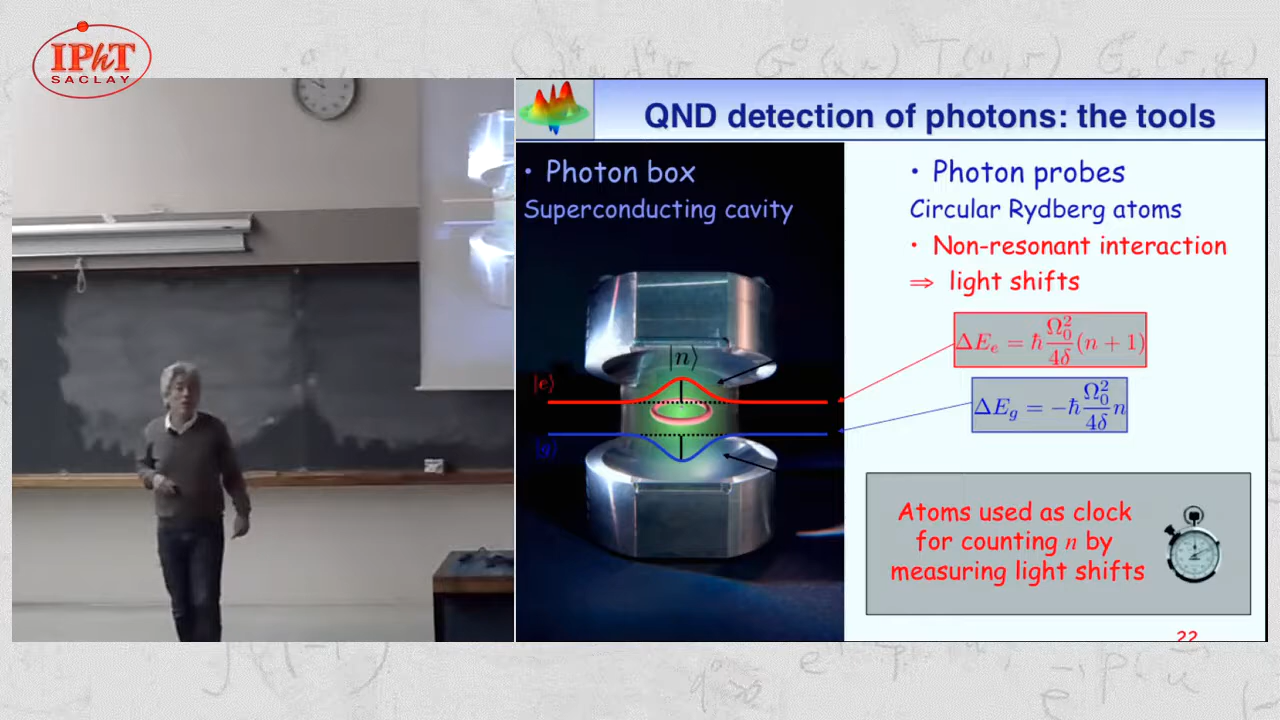 IPhT
SACLAY
QND detection of photons: the tools
• Photon box
Superconducting cavity
|n⟩
|e⟩
|g⟩
• Photon probes
Circular Rydberg atoms
• Non-resonant interaction
⇒ light shifts
ΔE_e = ℏ Ω_0^2/4δ (n + 1)
ΔE_g = −ℏ Ω_0^2/4δ n
Atoms used as clock
for counting n by
measuring light shifts
22